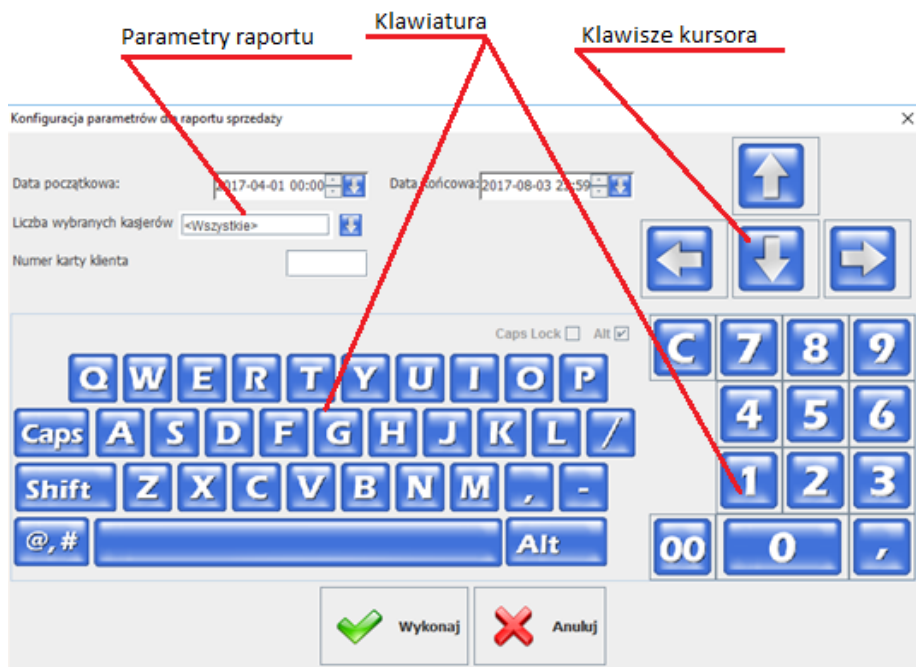 Parametry raportu
Klawiatura
Klawisze kursora
Konfiguracja parametrów dla raportu sprzedaży
Data początkowa: 2017-04-01 00:00 Data końcowa: 2017-08-03 23:59
Liczba wybranych kasjerów <Wszystkie>
Numer karty klienta
Caps Lock Alt
Q W E R T Y U I O P
Caps A S D F G H J K L /
Shift Z X C V B N M , -
@,# Alt
C 7 8 9
4 5 6
1 2 3
00 0 ,
Wykonaj Anuluj